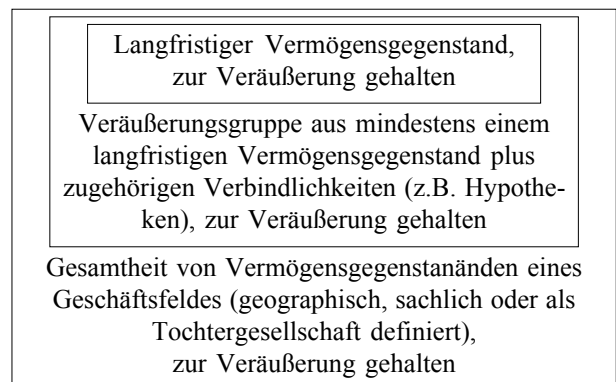 Langfristiger Vermögensgegenstand,
zur Veräußerung gehalten
Veräußerungsgruppe aus mindestens einem
langfristigen Vermögensgegenstand plus
zugehörigen Verbindlichkeiten (z.B. Hypothe-
ken), zur Veräußerung gehalten
Gesamtheit von Vermögensgegenstanänden eines
Geschäftsfeldes (geographisch, sachlich oder als
Tochtergesellschaft definiert),
zur Veräußerung gehalten